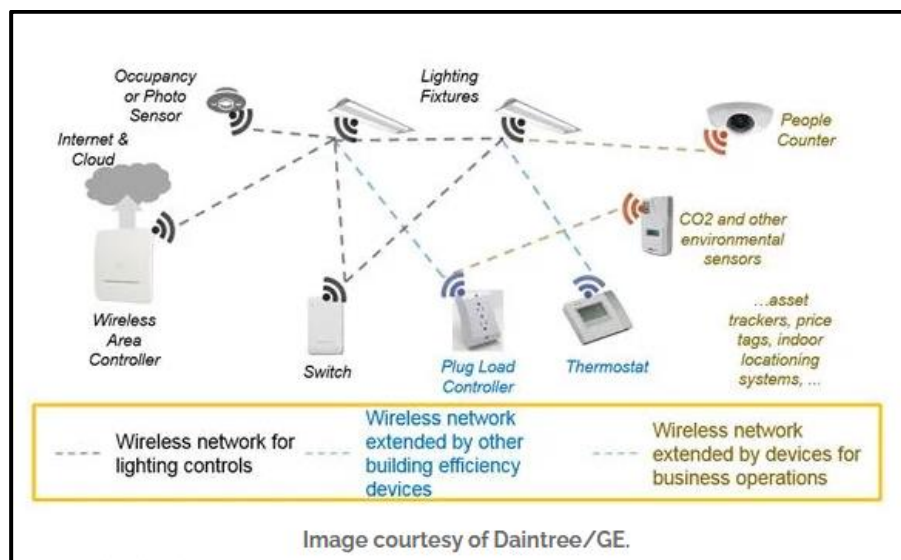 Occupancy
or Photo
Sensor
Lighting
Fixtures
People
Counter
Internet &
Cloud
CO2 and other
environmental
sensors
Wireless
Area
Controller
Switch
Plug Load
Controller
Thermostat
...asset
trackers, price
tags, indoor
locationing
systems, ...
Wireless network for
lighting controls
Wireless network
extended by other
building efficiency
devices
Wireless network
extended by devices for
business operations
Image courtesy of Daintree/GE.